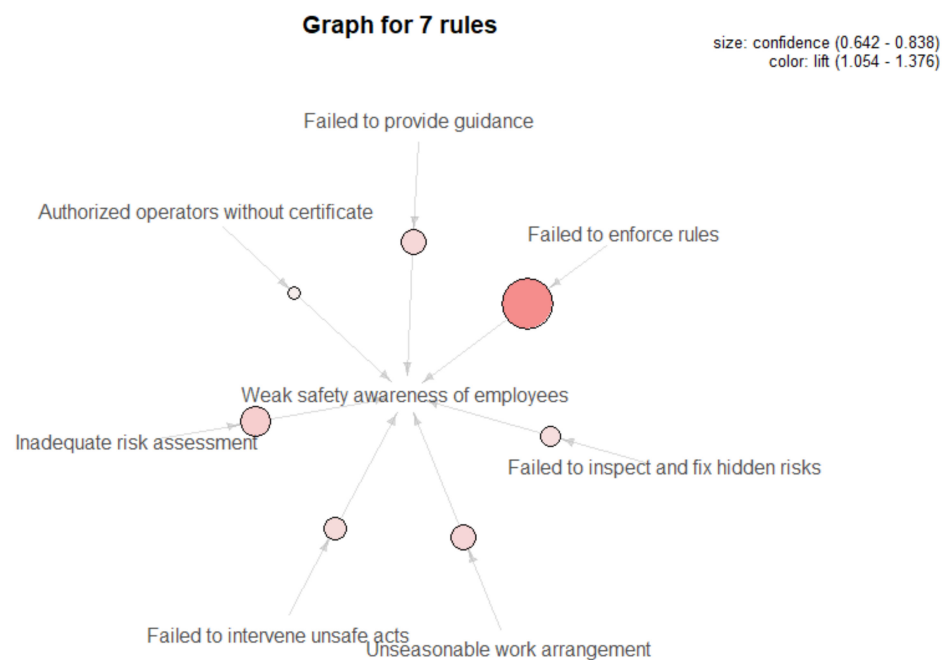 Graph for 7 rules
size: confidence (0.642 - 0.838)
color: lift (1.054 - 1.376)
Failed to provide guidance
Authorized operators without certificate
Failed to enforce rules
Weak safety awareness of employees
Inadequate risk assessment
Failed to inspect and fix hidden risks
Failed to intervene unsafe acts
Unseasonable work arrangement